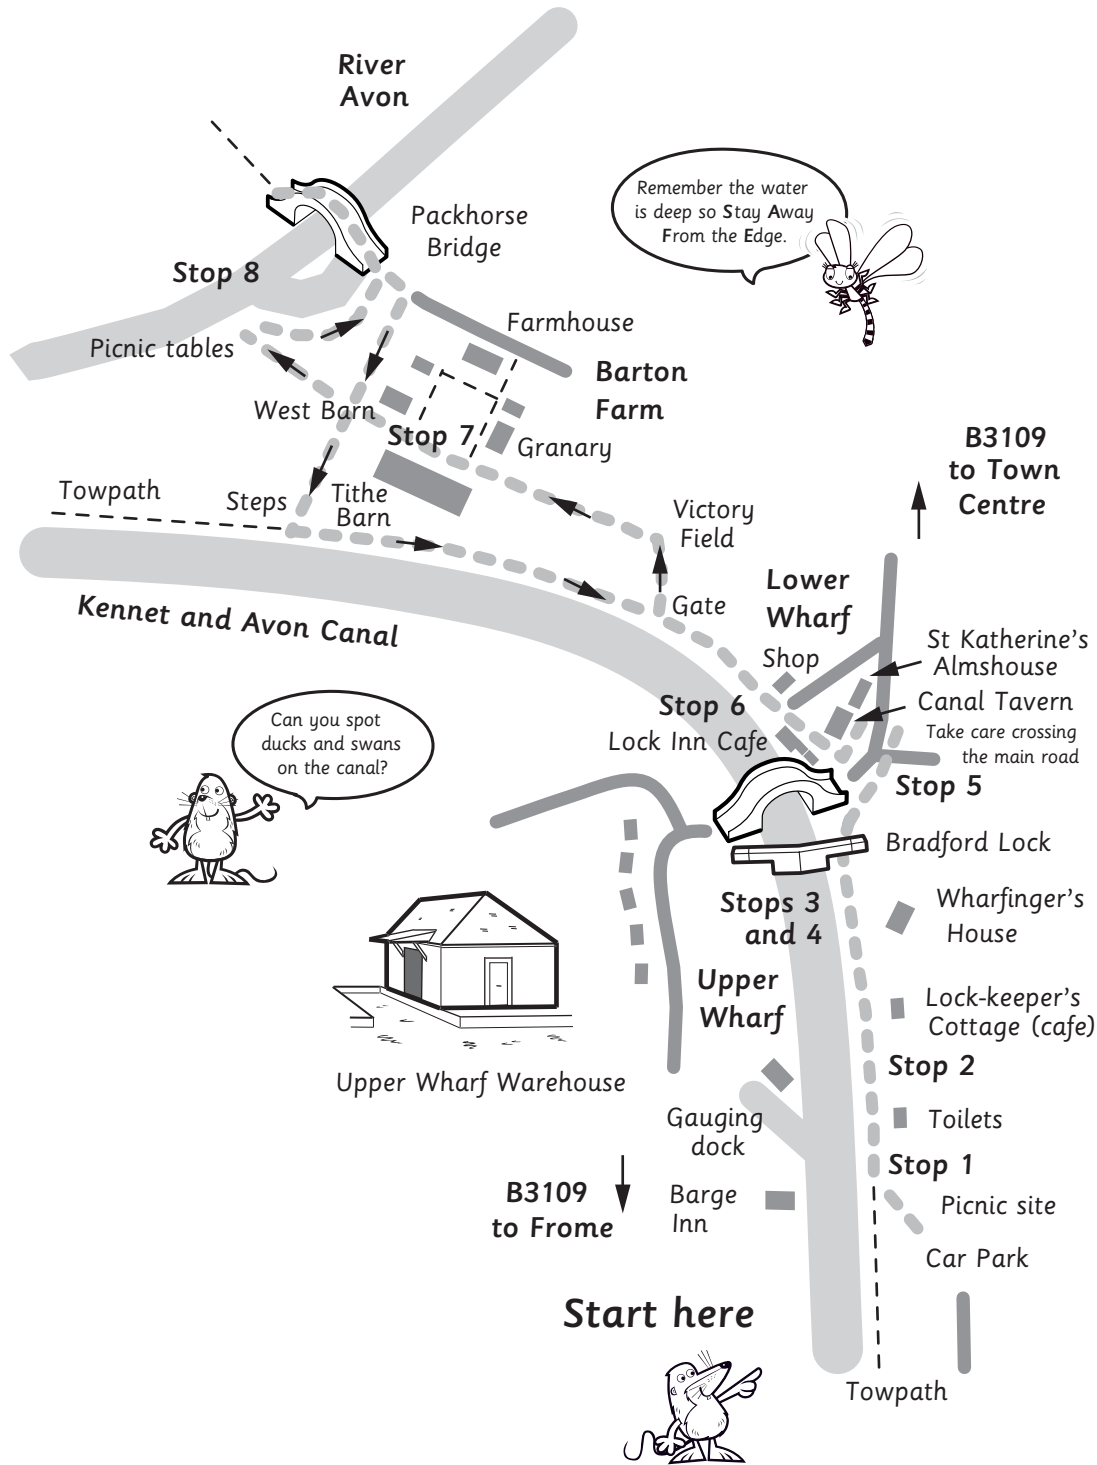 River
Avon
Packhorse
Bridge
Remember the water
is deep so Stay Away
From the Edge.
Stop 8
Farmhouse
Picnic tables
Barton
Farm
West Barn
Stop 7
Granary
B3109
to Town
Centre
Towpath
Steps
Tithe
Barn
Victory
Field
Lower
Wharf
Gate
Kennet and Avon Canal
Shop
St Katherine's
Almshouse
Stop 6
Canal Tavern
Lock Inn Cafe
Take care crossing
the main road
Can you spot
ducks and swans
on the canal?
Stop 5
Bradford Lock
Stops 3
and 4
Wharfinger's
House
Upper
Wharf
Lock-keeper's
Cottage (cafe)
Stop 2
Upper Wharf Warehouse
Gauging
dock
Toilets
Stop 1
B3109
to Frome
Barge
Inn
Picnic site
Car Park
Start here
Towpath